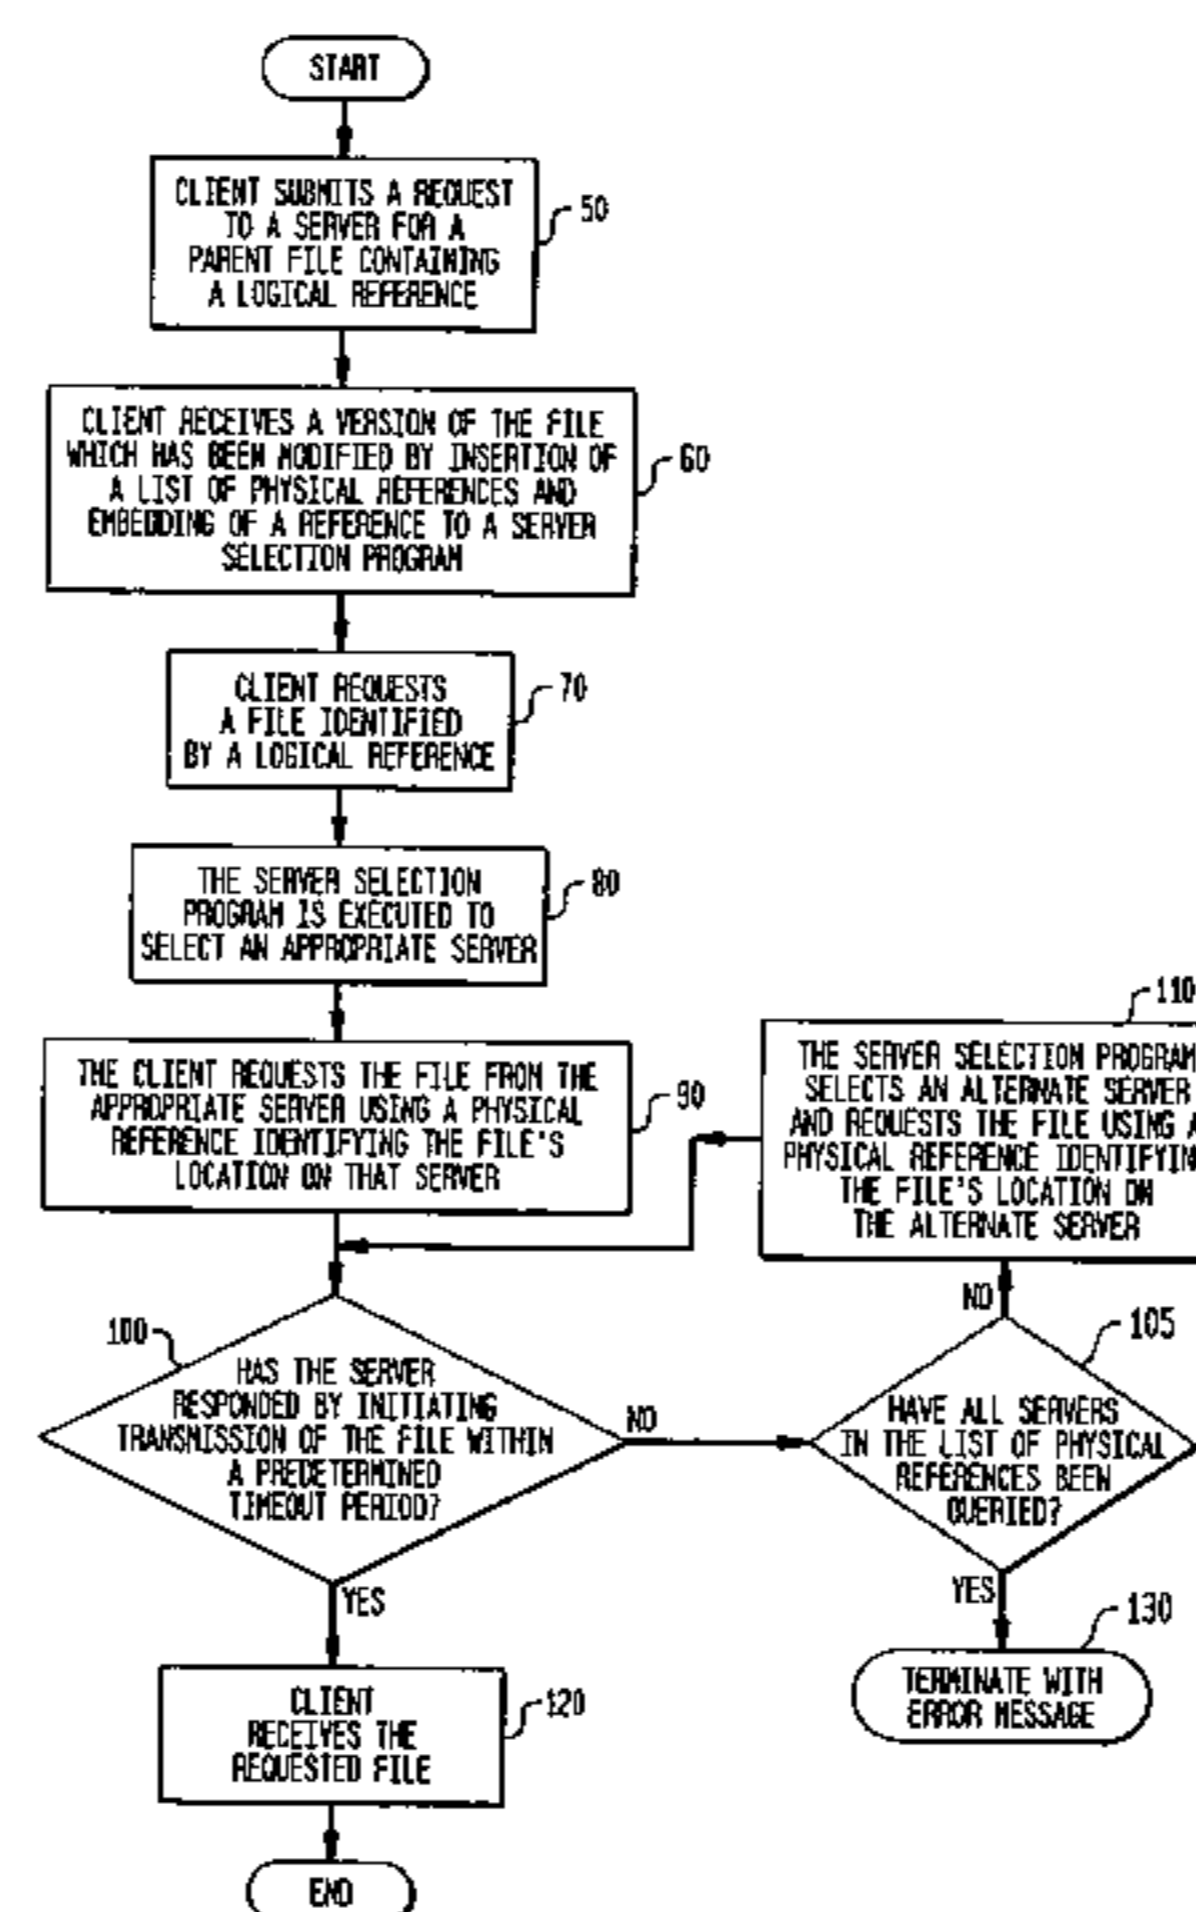 START
CLIENT SUBMITS A REQUEST
TO A SERVER FOR A
PARENT FILE CONTAINING
A LOGICAL REFERENCE
50
CLIENT RECEIVES A VERSION OF THE FILE
WHICH HAS BEEN MODIFIED BY INSERTION OF
A LIST OF PHYSICAL REFERENCES AND
EMBEDDING OF A REFERENCE TO A SERVER
SELECTION PROGRAM
60
CLIENT REQUESTS
A FILE IDENTIFIED
BY A LOGICAL REFERENCE
70
THE SERVER SELECTION
PROGRAM IS EXECUTED TO
SELECT AN APPROPRIATE SERVER
80
THE CLIENT REQUESTS THE FILE FROM THE
APPROPRIATE SERVER USING A PHYSICAL
REFERENCE IDENTIFYING THE FILE'S
LOCATION ON THAT SERVER
90
110
THE SERVER SELECTION PROGRAM
SELECTS AN ALTERNATE SERVER
AND REQUESTS THE FILE USING A
PHYSICAL REFERENCE IDENTIFYIN
THE FILE'S LOCATION ON
THE ALTERNATE SERVER
100
HAS THE SERVER
RESPONDED BY INITIATING
TRANSMISSION OF THE FILE WITHIN
A PREDETERMINED
TIMEOUT PERIOD?
NO
NO
105
HAVE ALL SERVERS
IN THE LIST OF PHYSICAL
REFERENCES BEEN
QUERIED?
YES
YES
130
TERMINATE WITH
ERROR MESSAGE
CLIENT
RECEIVES THE
REQUESTED FILE
120
END